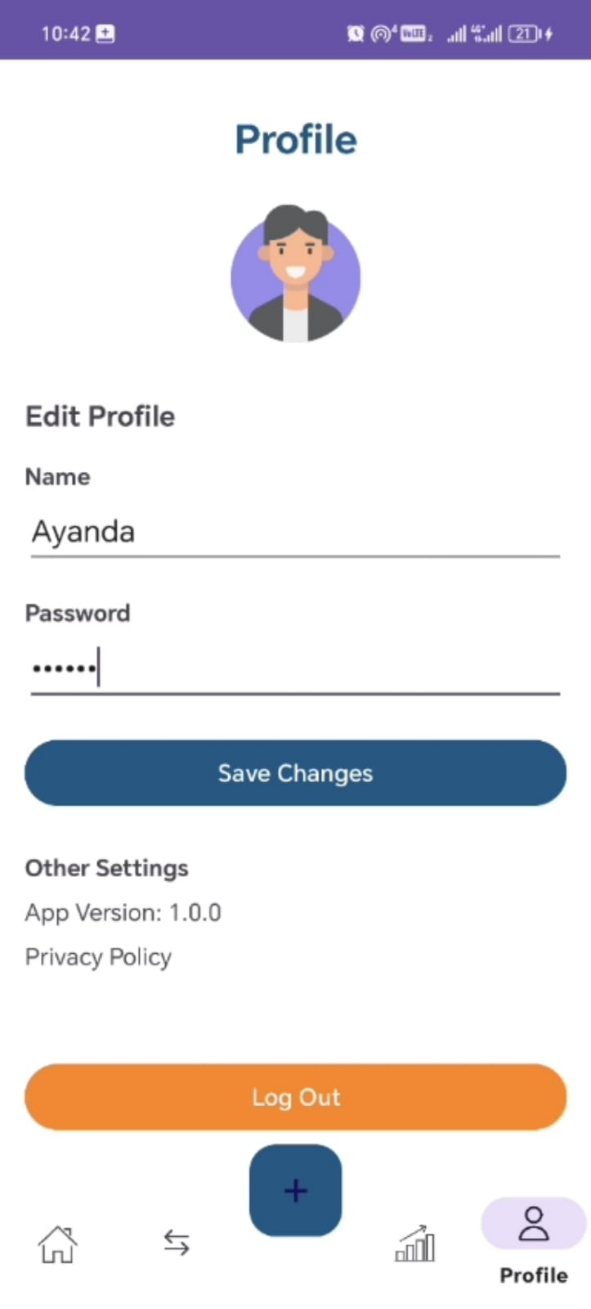 10:42
21
Profile
Edit Profile
Name
Ayanda
Password
••••••
Save Changes
Other Settings
App Version: 1.0.0
Privacy Policy
Log Out
+
Profile